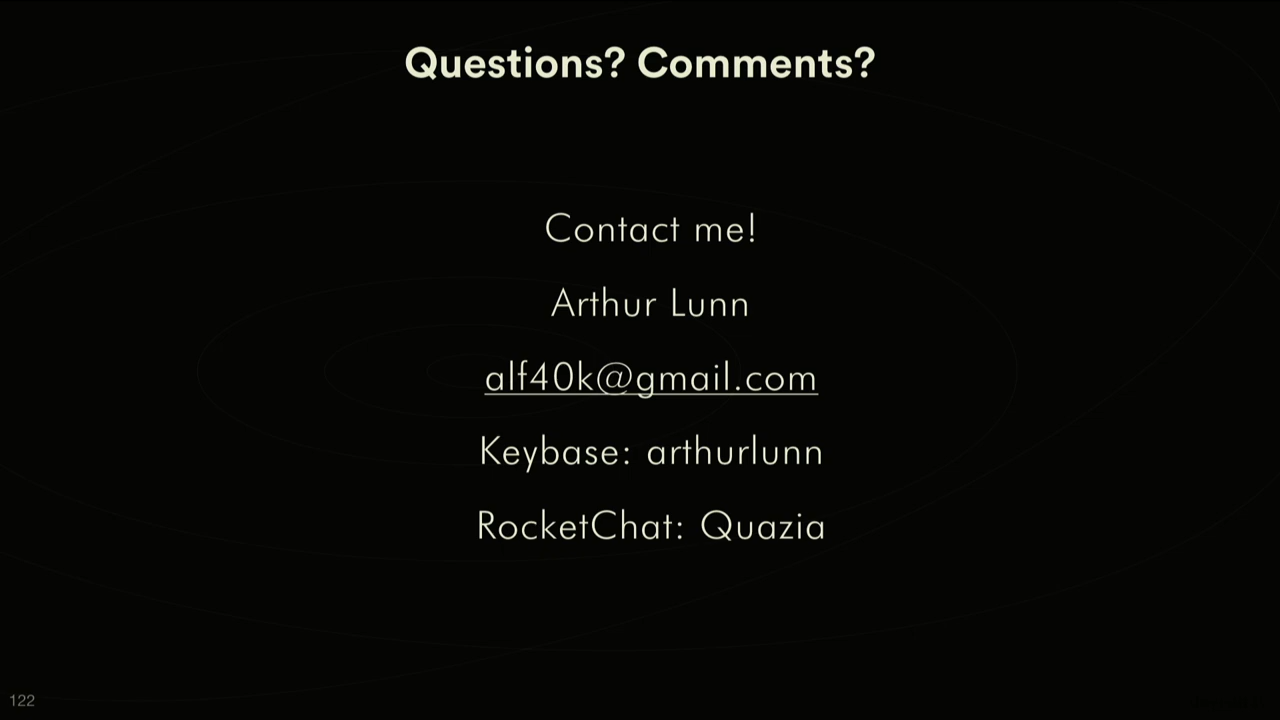 Questions? Comments?
Contact me!
Arthur Lunn
alf40k@gmail.com
Keybase: arthurlunn
RocketChat: Quazia
122